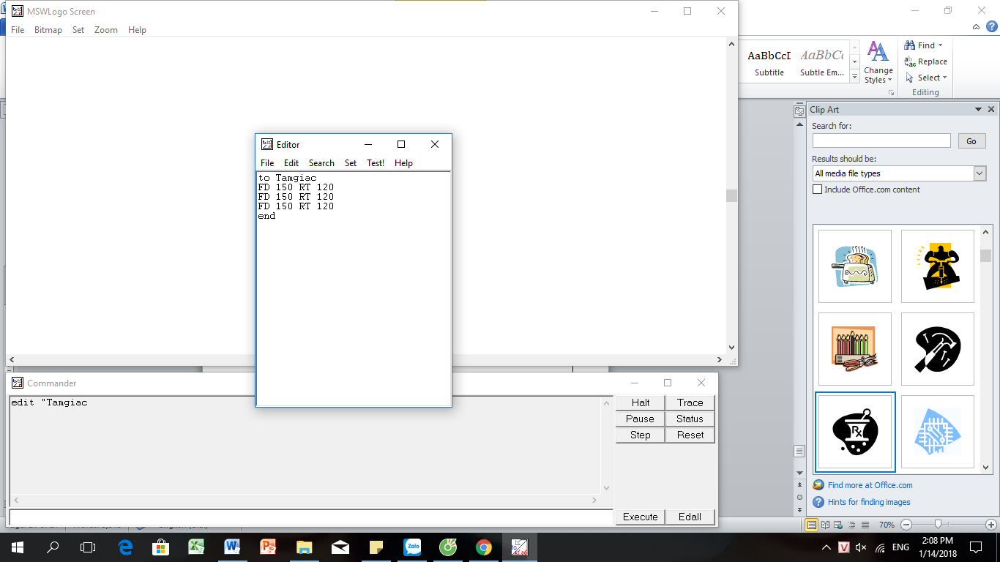 MSWLogo Screen
File Bitmap Set Zoom Help
Editor
File Edit Search Set Test! Help
to Tamgiac
FD 150 RT 120
FD 150 RT 120
FD 150 RT 120
end
Commander
edit "Tamgiac
Halt Trace
Pause Status
Step Reset
Execute Edall
AaBbCcI AaBbCc
Subtitle Subtle Em...
Change
Styles
Find
Replace
Select
Editing
Clip Art
Search for:
Go
Results should be:
All media file types
Include Office.com content
Rx
Find more at Office.com
Hints for finding images
70%
Zalo
V
ENG
2:08 PM
1/14/2018